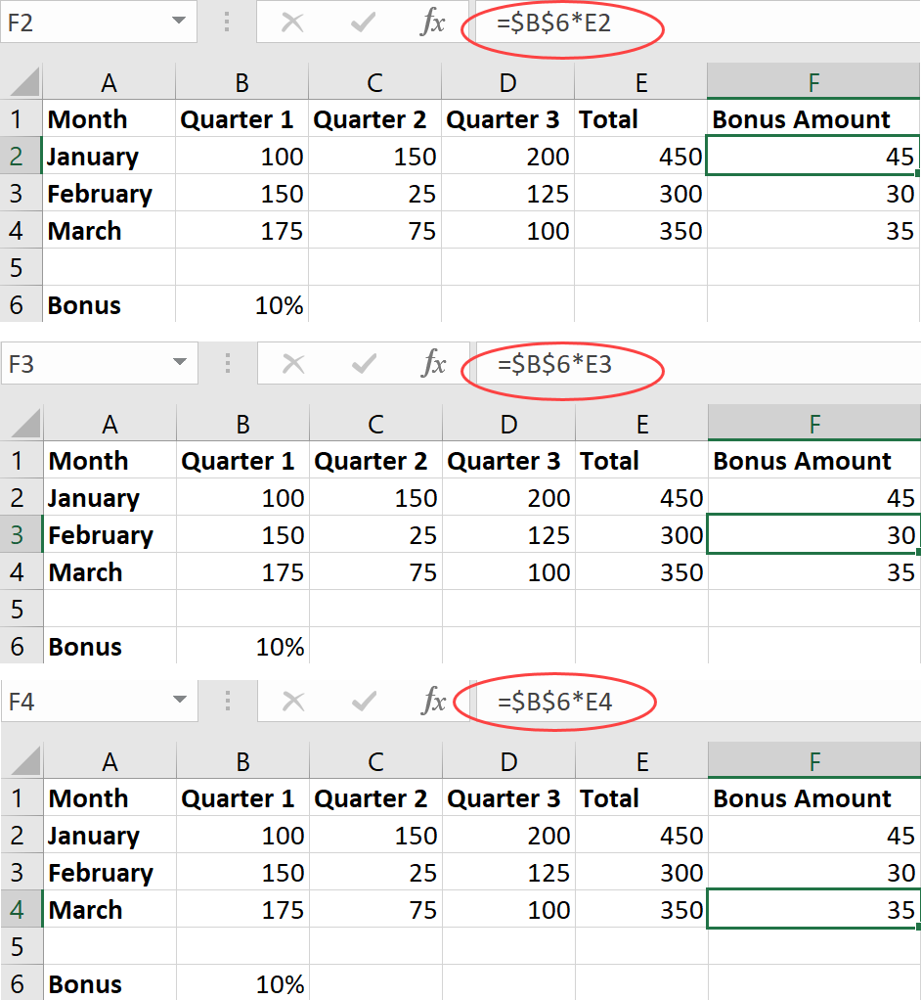 F2 fx =$B$6*E2
A B C D E F
1 Month Quarter 1 Quarter 2 Quarter 3 Total Bonus Amount
2 January 100 150 200 450 45
3 February 150 25 125 300 30
4 March 175 75 100 350 35
5
6 Bonus 10%
F3 fx =$B$6*E3
A B C D E F
1 Month Quarter 1 Quarter 2 Quarter 3 Total Bonus Amount
2 January 100 150 200 450 45
3 February 150 25 125 300 30
4 March 175 75 100 350 35
5
6 Bonus 10%
F4 fx =$B$6*E4
A B C D E F
1 Month Quarter 1 Quarter 2 Quarter 3 Total Bonus Amount
2 January 100 150 200 450 45
3 February 150 25 125 300 30
4 March 175 75 100 350 35
5
6 Bonus 10%